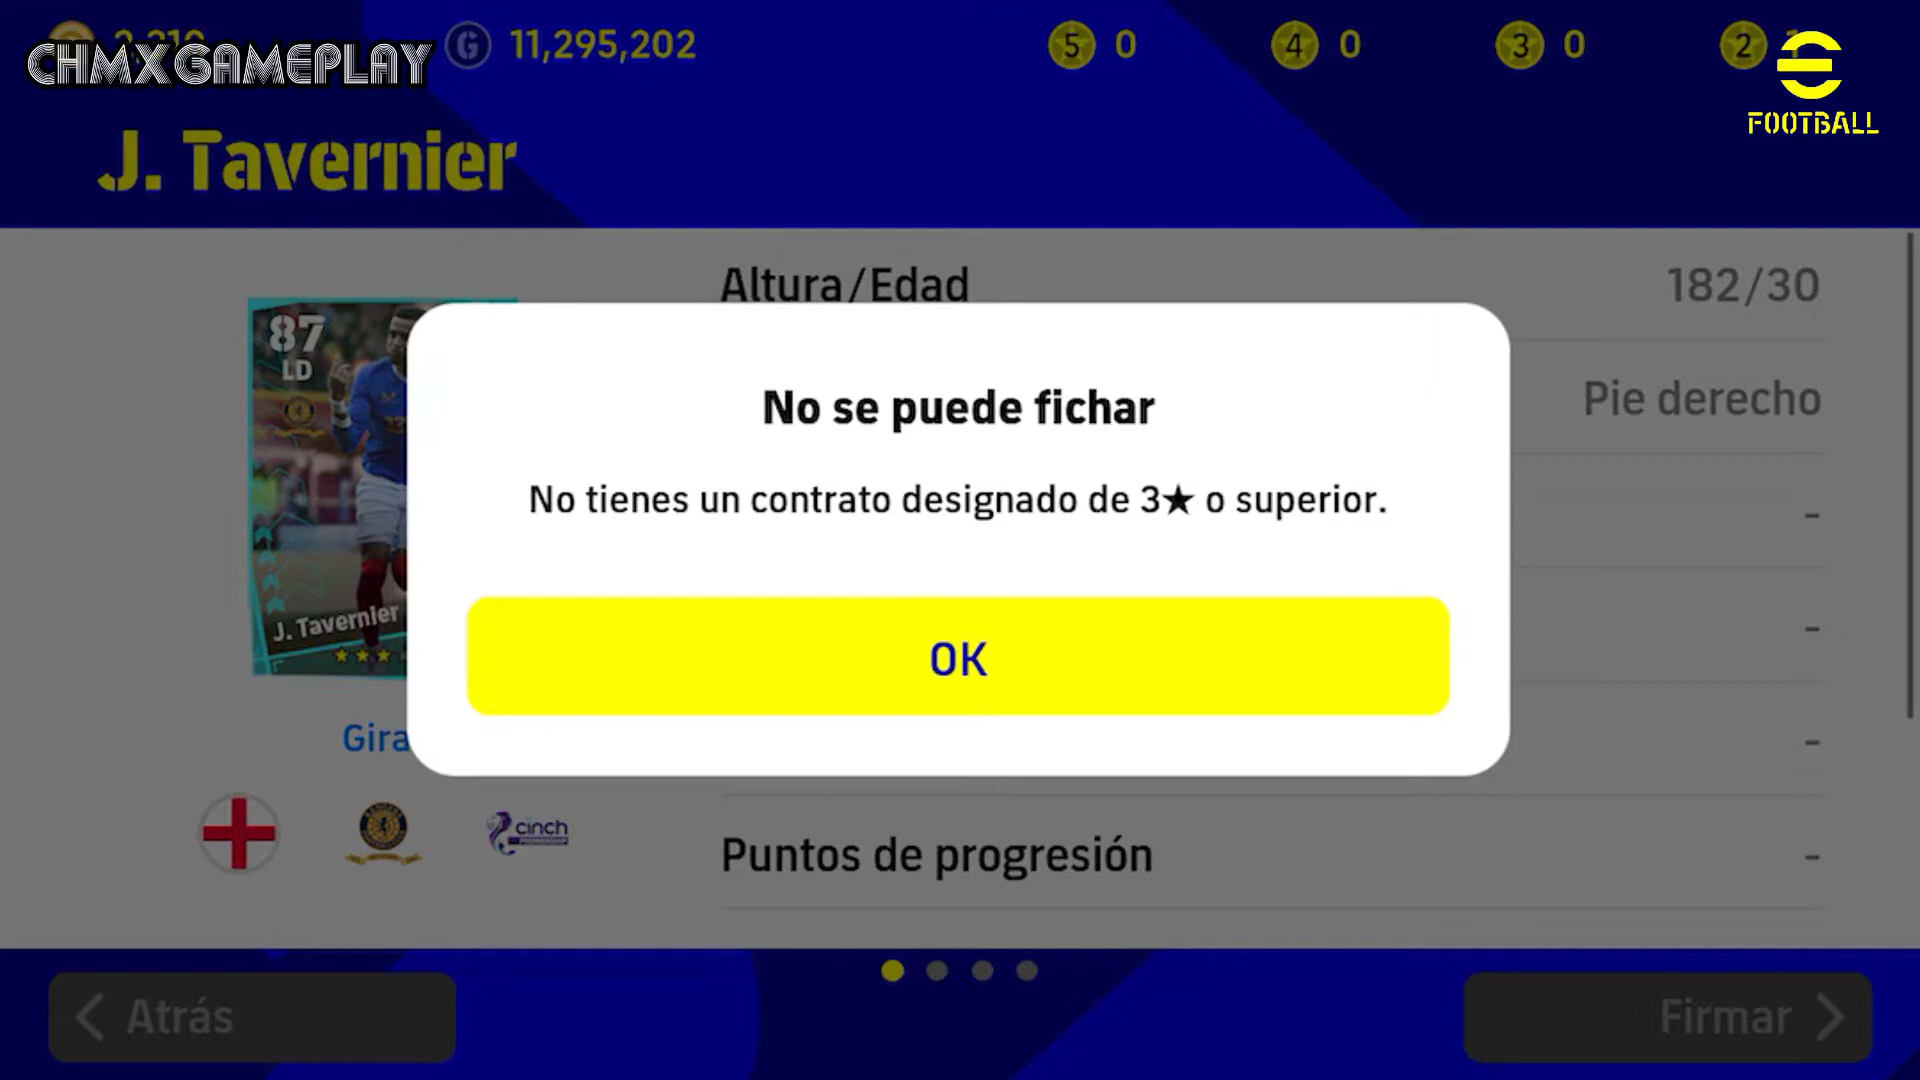 CHMX GAMEPLAY
G 11,295,202
5 0
4 0
3 0
2
FOOTBALL
J. Tavernier
Altura/Edad 182/30
87
LD
Pie derecho
No se puede fichar
No tienes un contrato designado de 3★ o superior.
-
-
OK
J. Tavernier
★★★
Gira
-
cinch
PREMIERSHIP
Puntos de progresión -
Atrás
Firmar